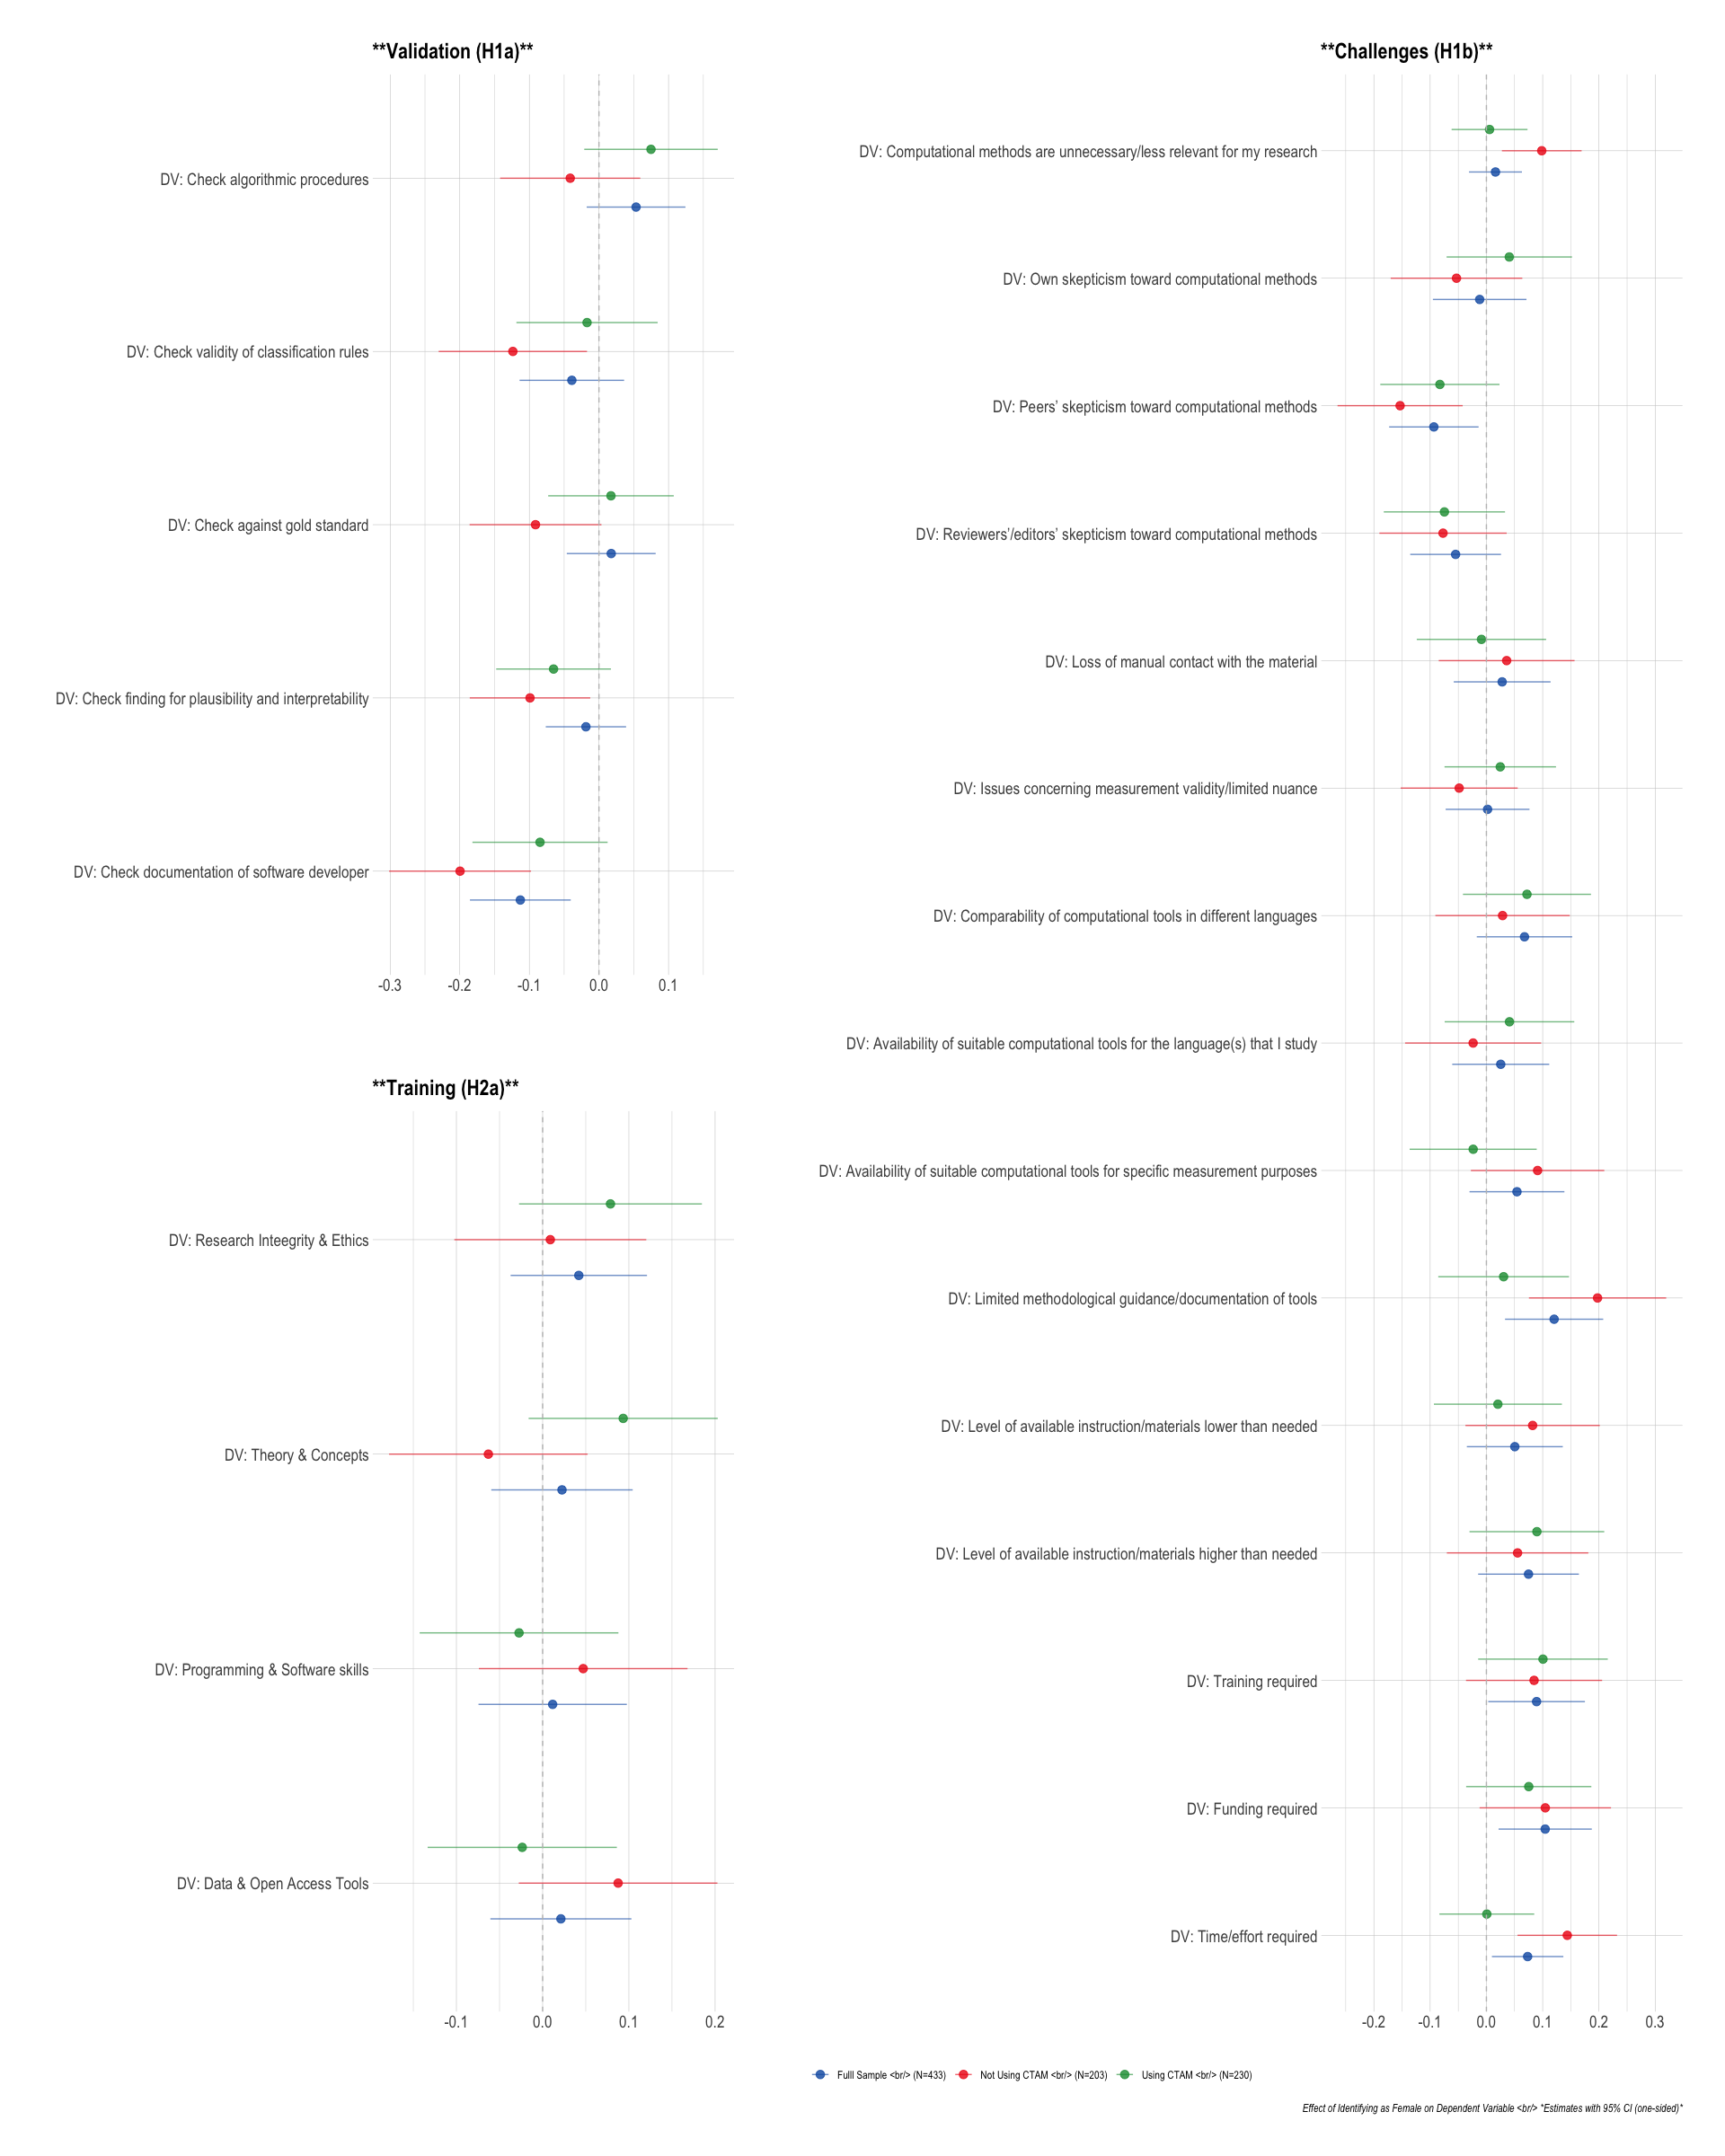 **Validation (H1a)**
DV: Check algorithmic procedures
DV: Check validity of classification rules
DV: Check against gold standard
DV: Check finding for plausibility and interpretability
DV: Check documentation of software developer
-0.3 -0.2 -0.1 0.0 0.1
**Training (H2a)**
DV: Research Inteegrity & Ethics
DV: Theory & Concepts
DV: Programming & Software skills
DV: Data & Open Access Tools
-0.1 0.0 0.1 0.2
**Challenges (H1b)**
DV: Computational methods are unnecessary/less relevant for my research
DV: Own skepticism toward computational methods
DV: Peers’ skepticism toward computational methods
DV: Reviewers’/editors’ skepticism toward computational methods
DV: Loss of manual contact with the material
DV: Issues concerning measurement validity/limited nuance
DV: Comparability of computational tools in different languages
DV: Availability of suitable computational tools for the language(s) that I study
DV: Availability of suitable computational tools for specific measurement purposes
DV: Limited methodological guidance/documentation of tools
DV: Level of available instruction/materials lower than needed
DV: Level of available instruction/materials higher than needed
DV: Training required
DV: Funding required
DV: Time/effort required
-0.2 -0.1 0.0 0.1 0.2 0.3
Fulll Sample <br/> (N=433) Not Using CTAM <br/> (N=203) Using CTAM <br/> (N=230)
Effect of Identifying as Female on Dependent Variable <br/> *Estimates with 95% CI (one-sided)*